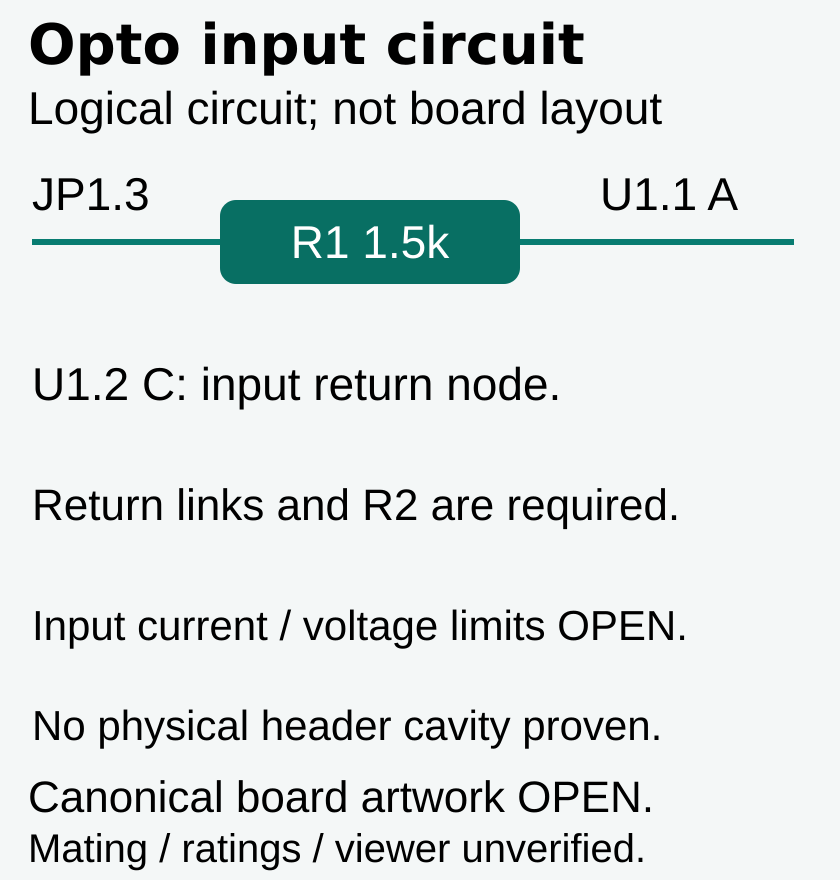 Opto input circuit
Logical circuit; not board layout
JP1.3
U1.1 A
R1 1.5k
U1.2 C: input return node.
Return links and R2 are required.
Input current / voltage limits OPEN.
No physical header cavity proven.
Canonical board artwork OPEN.
Mating / ratings / viewer unverified.